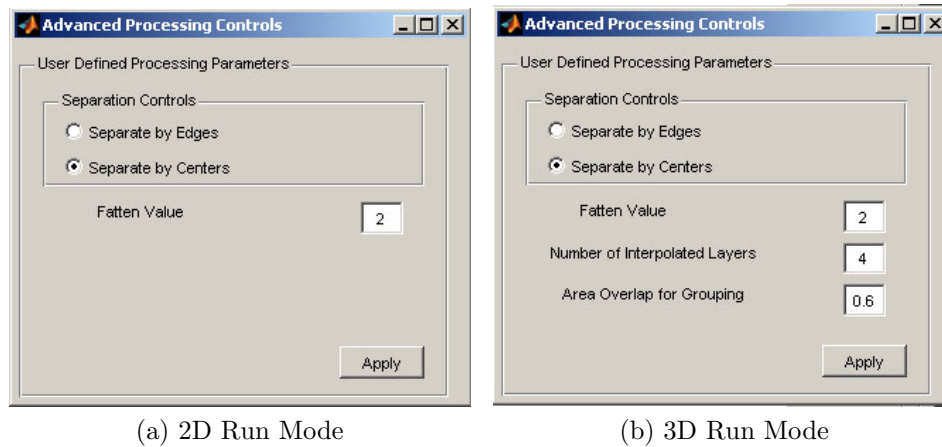 Advanced Processing Controls
User Defined Processing Parameters
Separation Controls
Separate by Edges
Separate by Centers
Fatten Value 2
Apply
(a) 2D Run Mode
Advanced Processing Controls
User Defined Processing Parameters
Separation Controls
Separate by Edges
Separate by Centers
Fatten Value 2
Number of Interpolated Layers 4
Area Overlap for Grouping 0.6
Apply
(b) 3D Run Mode